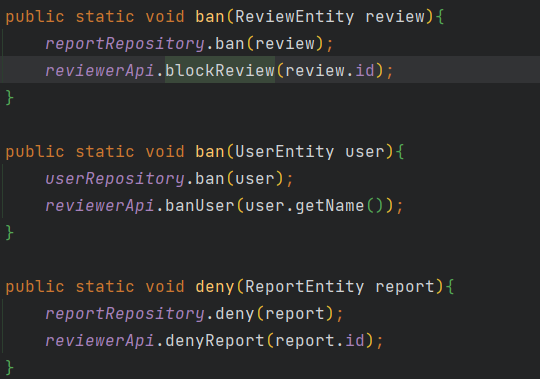 public static void ban(ReviewEntity review){
    reportRepository.ban(review);
    reviewerApi.blockReview(review.id);
}
public static void ban(UserEntity user){
    userRepository.ban(user);
    reviewerApi.banUser(user.getName());
}
public static void deny(ReportEntity report){
    reportRepository.deny(report);
    reviewerApi.denyReport(report.id);
}